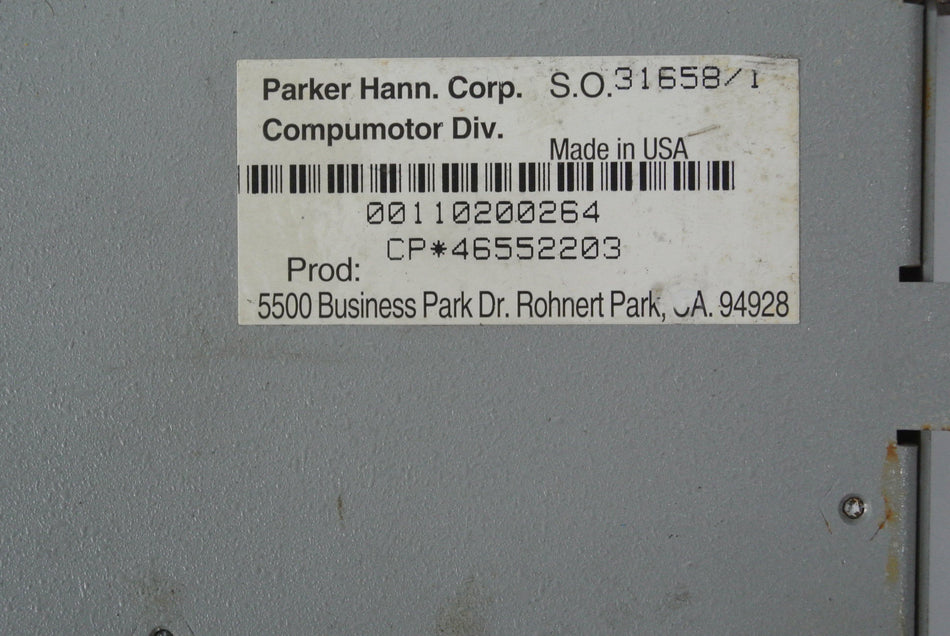 Parker Hann. Corp. S.O.31658/1
Compumotor Div.
Made in USA
00110200264
CP*46552203
Prod:
5500 Business Park Dr. Rohnert Park, CA. 94928